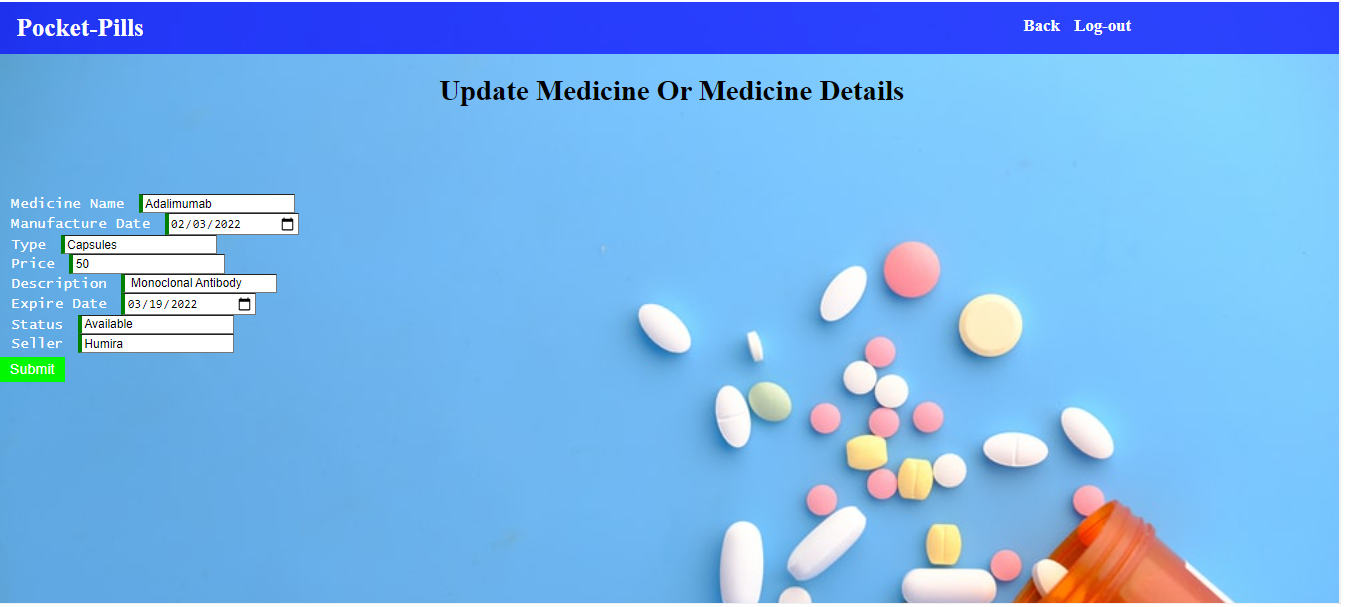 Pocket-Pills Back Log-out
Update Medicine Or Medicine Details
Medicine Name Adalimumab
Manufacture Date 02/03/2022
Type Capsules
Price 50
Description Monoclonal Antibody
Expire Date 03/19/2022
Status Available
Seller Humira
Submit